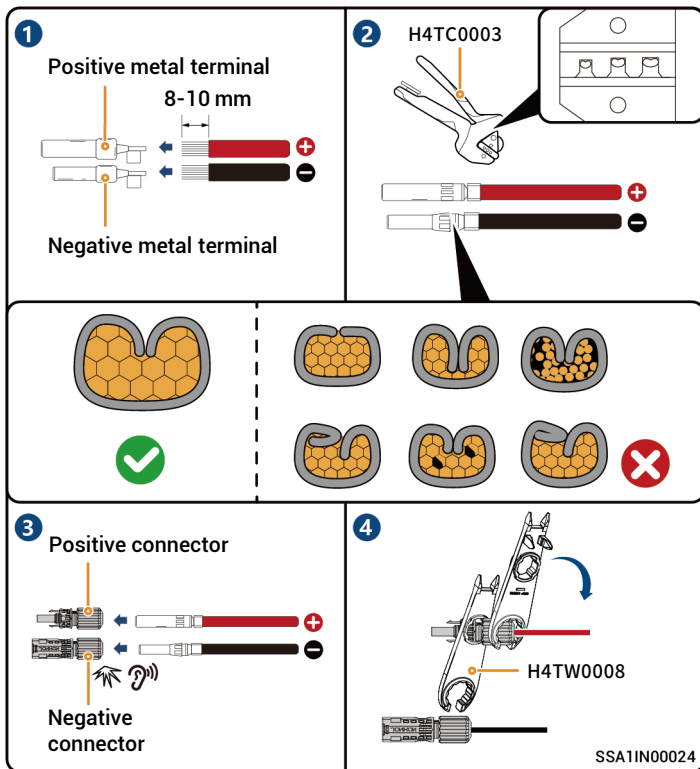 1
Positive metal terminal
8-10 mm
+
−
Negative metal terminal
2
H4TC0003
+
−
3
Positive connector
+
−
Negative
connector
4
H4TW0008
SSA1IN00024